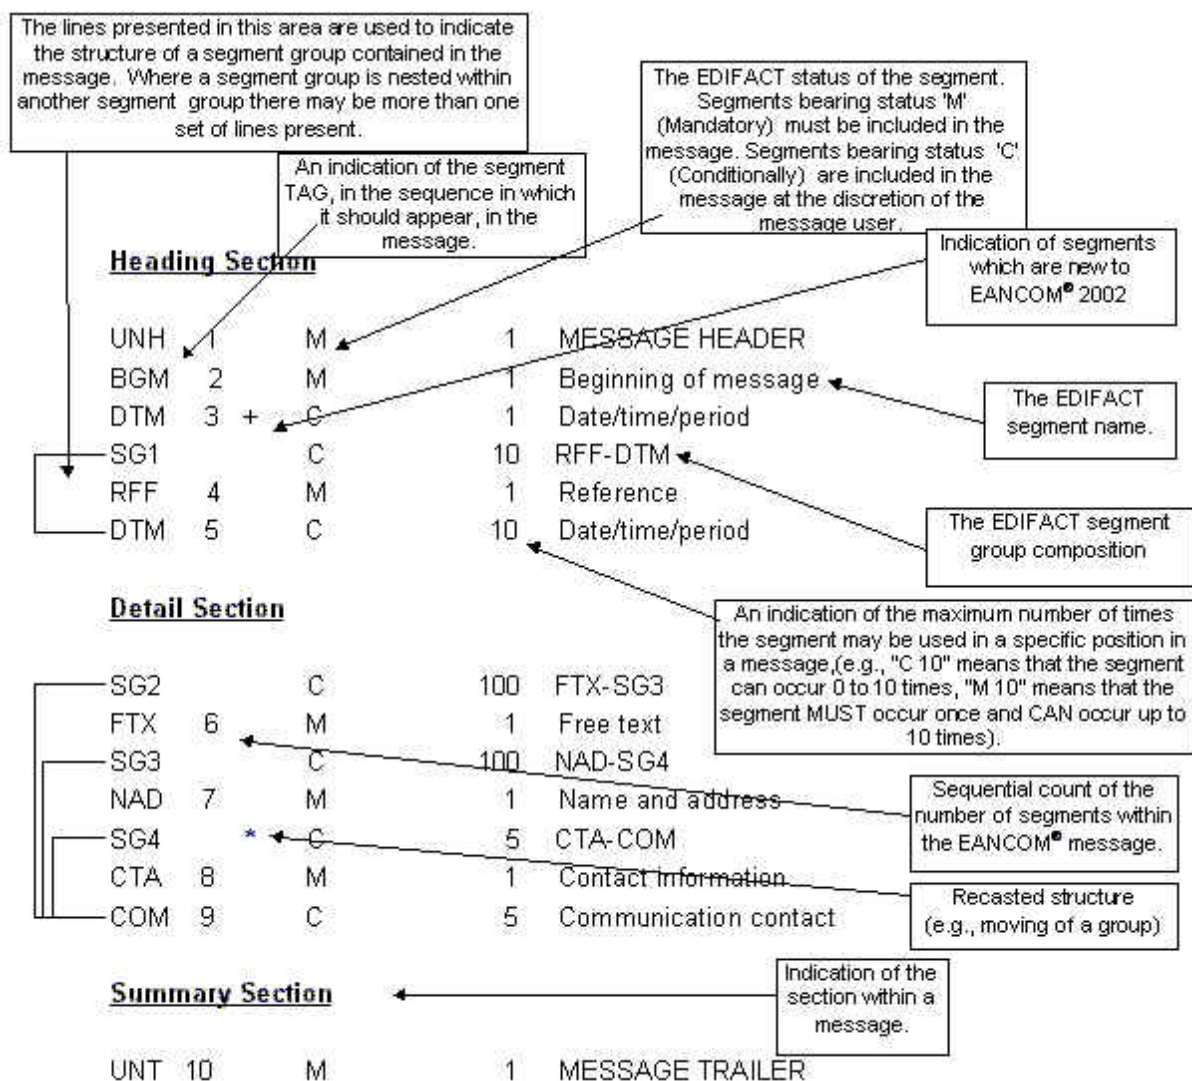 The lines presented in this area are used to indicate
the structure of a segment group contained in the
message. Where a segment group is nested within
another segment group there may be more than one
set of lines present.
The EDIFACT status of the segment.
Segments bearing status 'M'
(Mandatory) must be included in the
message. Segments bearing status 'C'
(Conditionally) are included in the
message at the discretion of the
message user.
An indication of the segment
TAG, in the sequence in which
it should appear, in the
message.
Indication of segments
which are new to
EANCOM® 2002
Heading Section
UNH 1 M 1 MESSAGE HEADER
BGM 2 M 1 Beginning of message
DTM 3 + C 1 Date/time/period
SG1 C 10 RFF-DTM
RFF 4 M 1 Reference
DTM 5 C 10 Date/time/period
The EDIFACT
segment name.
The EDIFACT segment
group composition
An indication of the maximum number of times
the segment may be used in a specific position in
a message,(e.g., "C 10" means that the segment
can occur 0 to 10 times, "M 10" means that the
segment MUST occur once and CAN occur up to
10 times).
Detail Section
SG2 C 100 FTX-SG3
FTX 6 M 1 Free text
SG3 C 100 NAD-SG4
NAD 7 M 1 Name and address
SG4 * C 5 CTA-COM
CTA 8 M 1 Contact information
COM 9 C 5 Communication contact
Sequential count of the
number of segments within
the EANCOM® message.
Recasted structure
(e.g., moving of a group)
Indication of the
section within a
message.
Summary Section
UNT 10 M 1 MESSAGE TRAILER